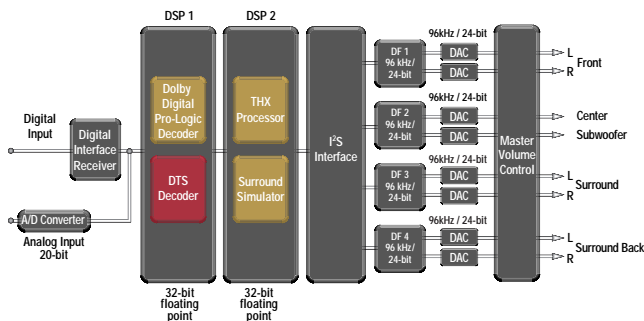 DSP 1
DSP 2
Dolby
Digital
Pro-Logic
Decoder
DTS
Decoder
THX
Processor
Surround
Simulator
32-bit
floating
point
32-bit
floating
point
Digital
Input
Digital
Interface
Receiver
A/D Converter
Analog Input
20-bit
I²S
Interface
DF 1
96 kHz/
24-bit
96kHz / 24-bit
DAC
DAC
DF 2
96 kHz/
24-bit
96kHz / 24-bit
DAC
DAC
DF 3
96 kHz/
24-bit
96kHz / 24-bit
DAC
DAC
DF 4
96 kHz/
24-bit
96kHz / 24-bit
DAC
DAC
Master
Volume
Control
L
Front
R
Center
Subwoofer
L
Surround
R
L
Surround Back
R